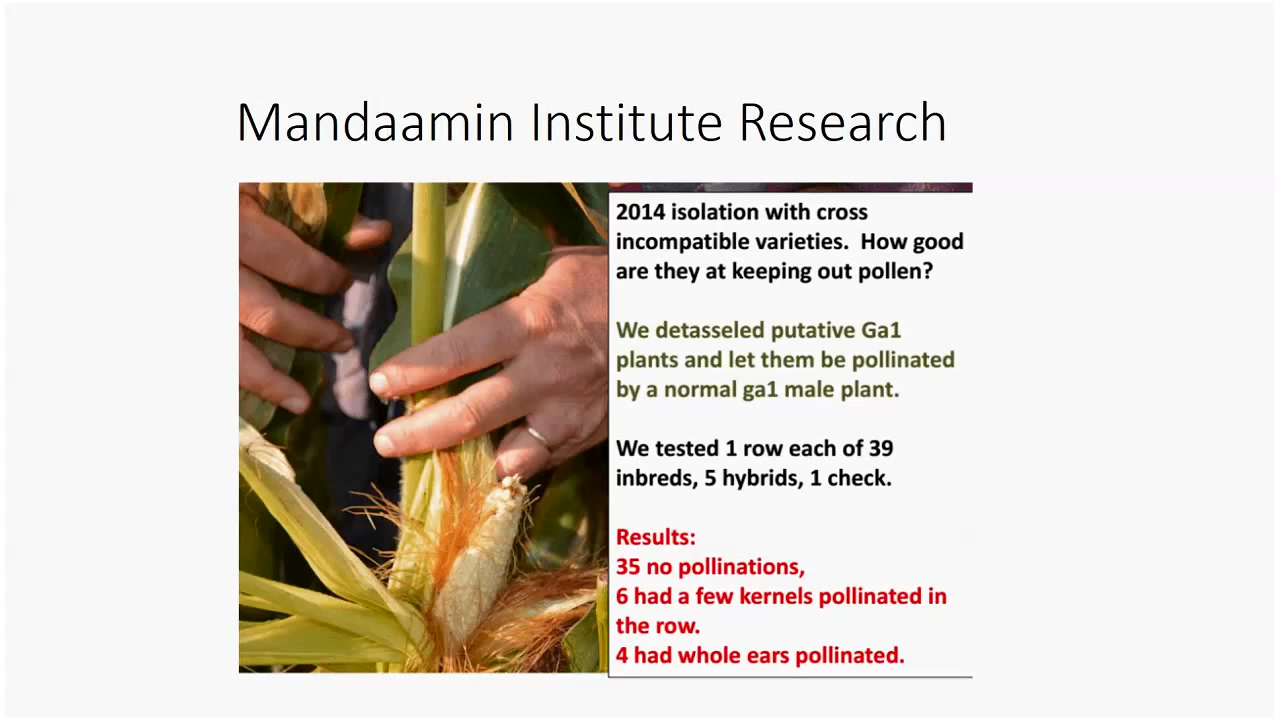 Mandaamin Institute Research
2014 isolation with cross
incompatible varieties.  How good
are they at keeping out pollen?
We detasseled putative Ga1
plants and let them be pollinated
by a normal ga1 male plant.
We tested 1 row each of 39
inbreds, 5 hybrids, 1 check.
Results:
35 no pollinations,
6 had a few kernels pollinated in
the row.
4 had whole ears pollinated.